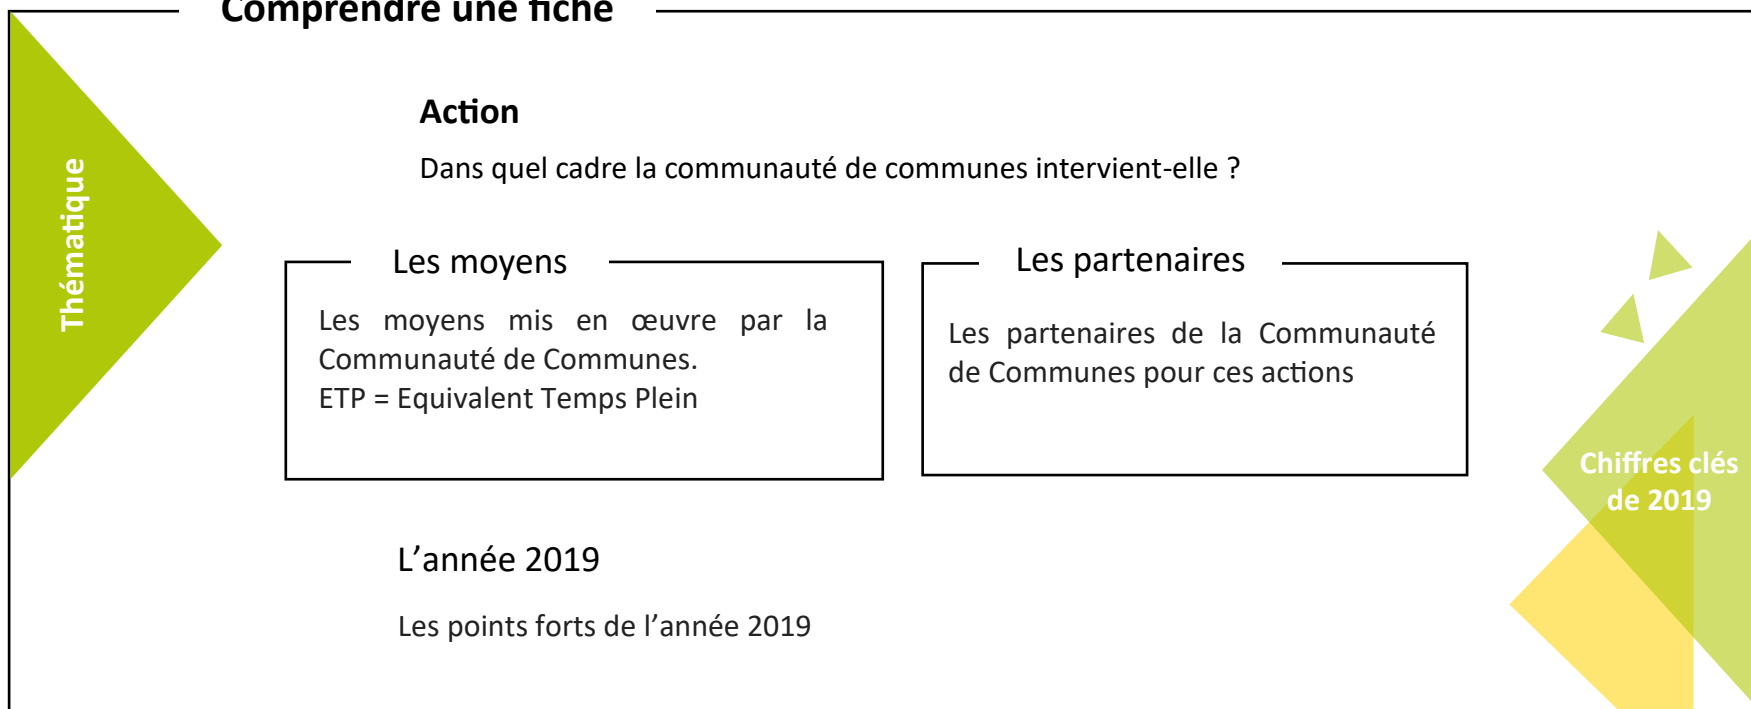 Comprendre une fiche
Thématique
Action
Dans quel cadre la communauté de communes intervient-elle ?
Les moyens
Les moyens mis en œuvre par la
Communauté de Communes.
ETP = Equivalent Temps Plein
Les partenaires
Les partenaires de la Communauté
de Communes pour ces actions
Chiffres clés
de 2019
L’année 2019
Les points forts de l’année 2019